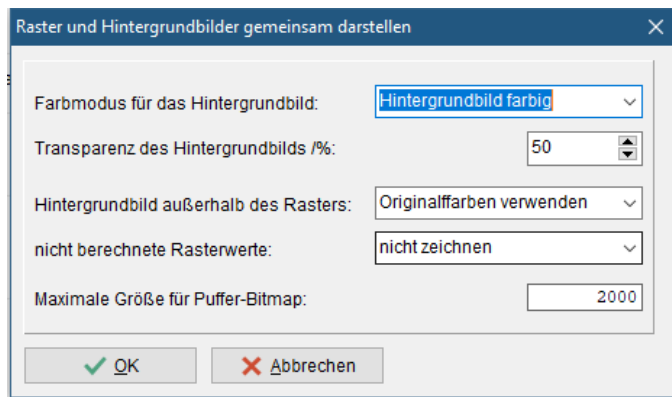 Raster und Hintergrundbilder gemeinsam darstellen
Farbmodus für das Hintergrundbild: Hintergrundbild farbig
Transparenz des Hintergrundbilds /%: 50
Hintergrundbild außerhalb des Rasters: Originalffarben verwenden
nicht berechnete Rasterwerte: nicht zeichnen
Maximale Größe für Puffer-Bitmap: 2000
OK Abbrechen